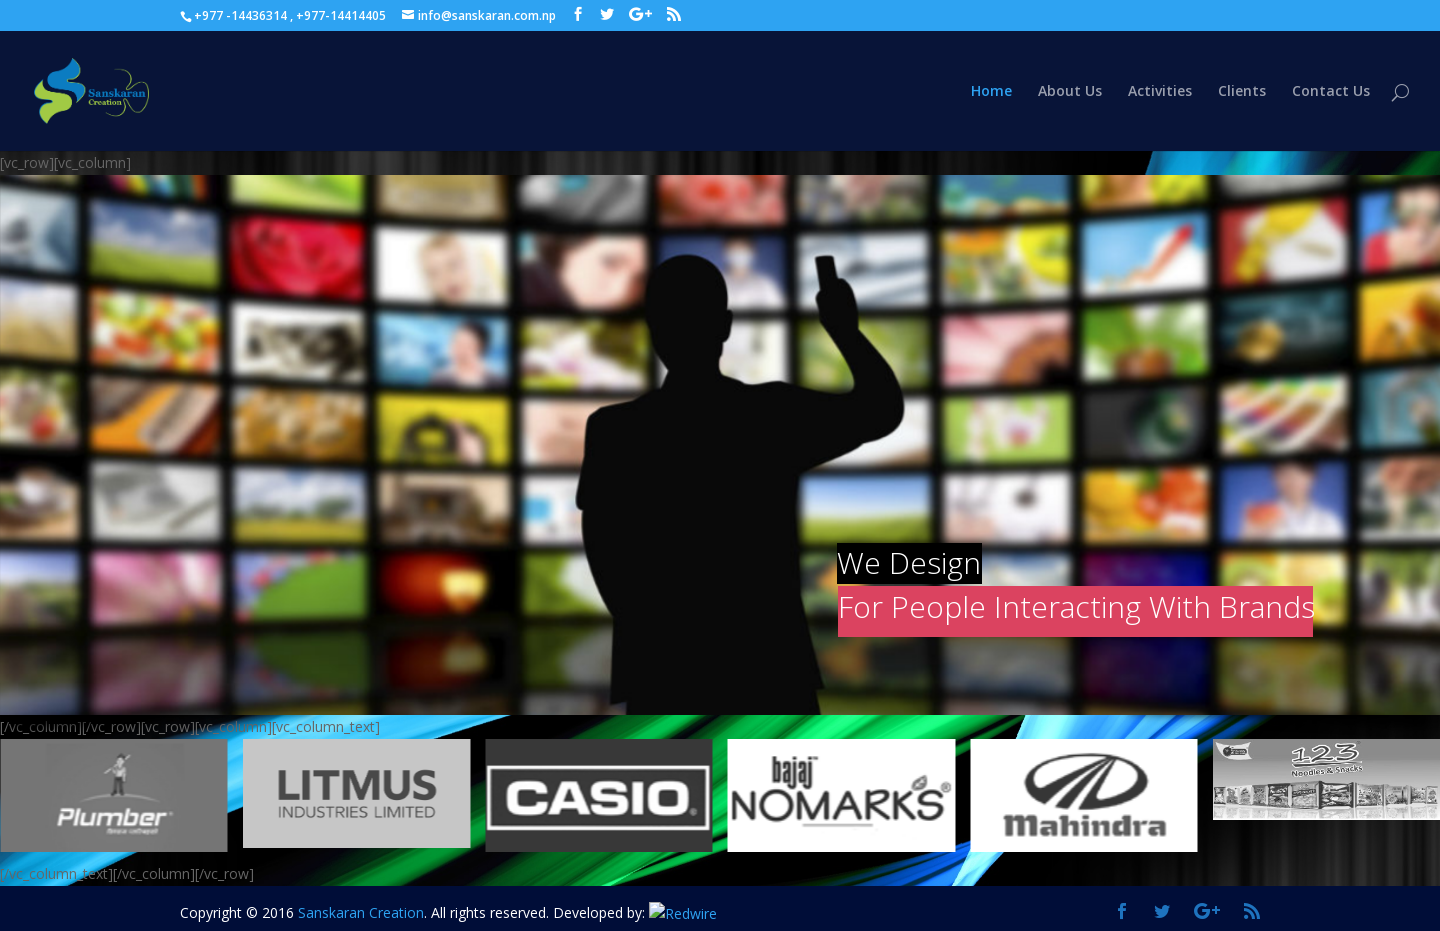 +977 -14436314 , +977-14414405 info@sanskaran.com.np
Sanskaran
Creation
Home About Us Activities Clients Contact Us
[vc_row][vc_column]
We Design
For People Interacting With Brands
[/vc_column][/vc_row][vc_row][vc_column][vc_column_text]
Plumber
LITMUS
INDUSTRIES LIMITED
CASIO
bajaj
NOMARKS
Mahindra
123
Noodles & Snacks
[/vc_column_text][/vc_column][/vc_row]
Copyright © 2016 Sanskaran Creation. All rights reserved. Developed by: Redwire